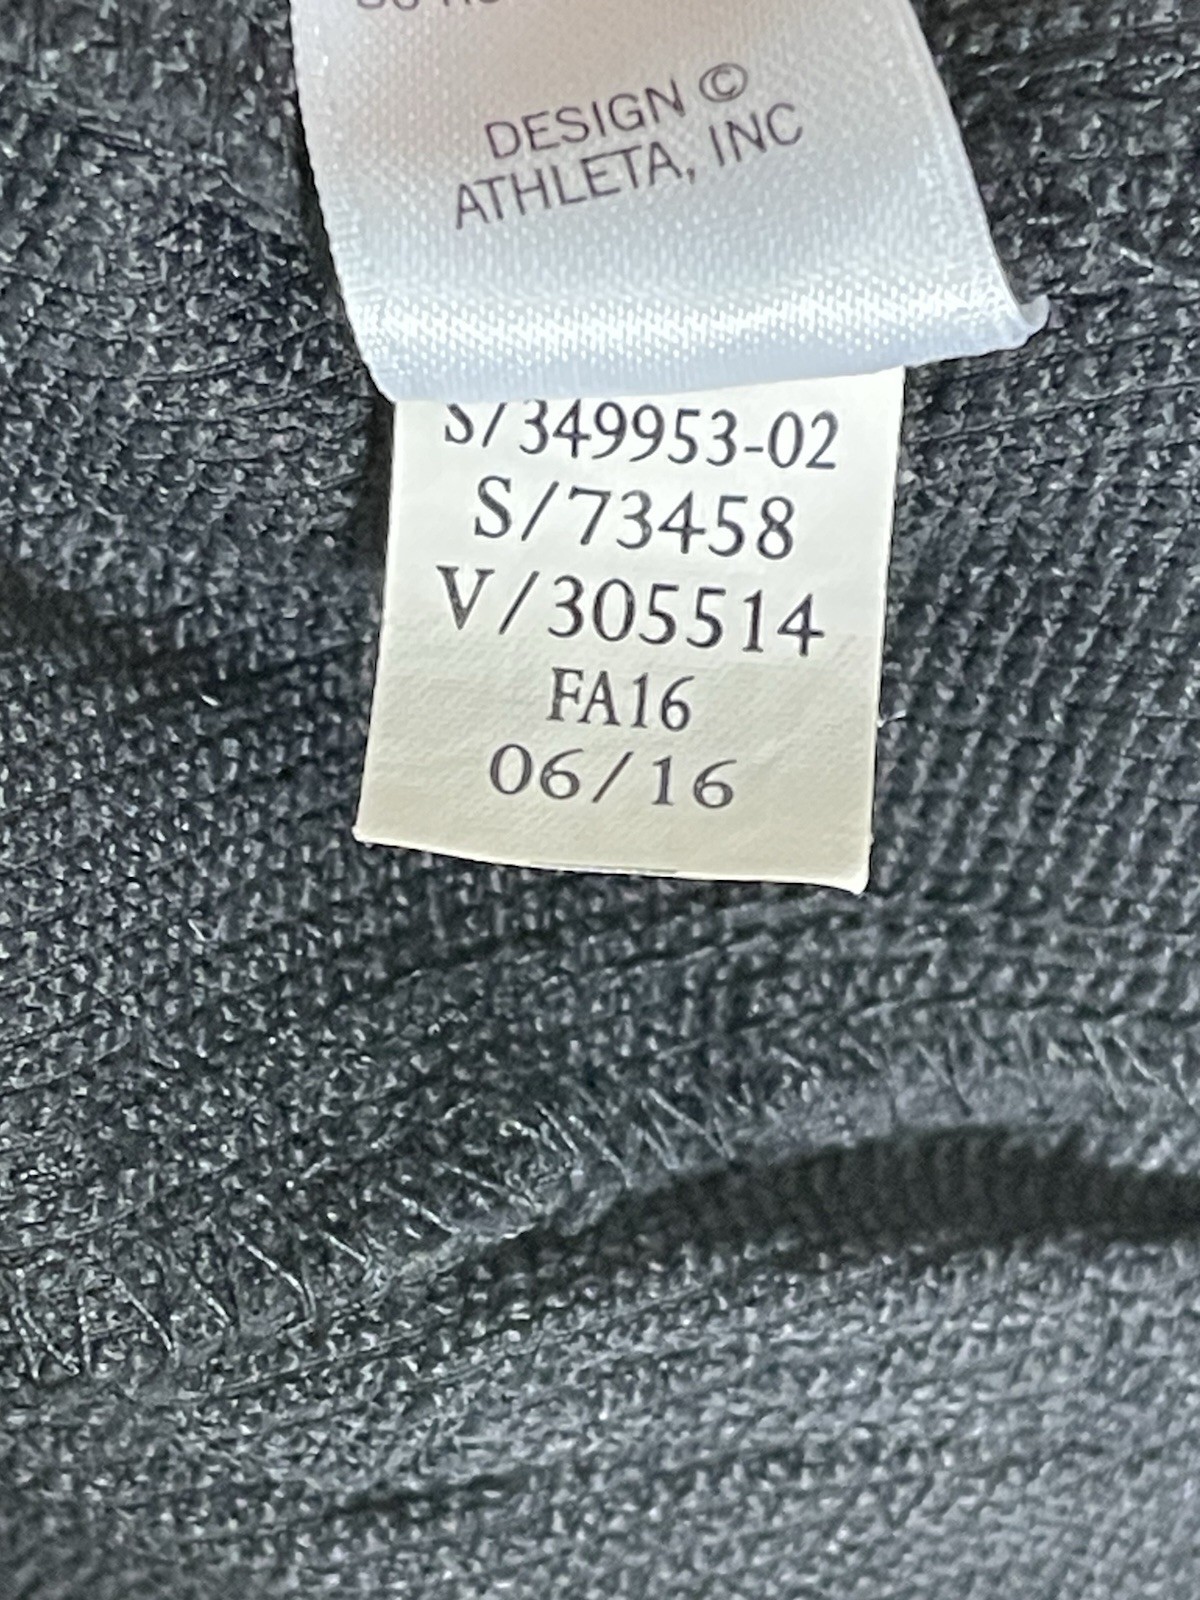 DESIGN ©
ATHLETA, INC
S/349953-02
S/73458
V/305514
FA16
06/16